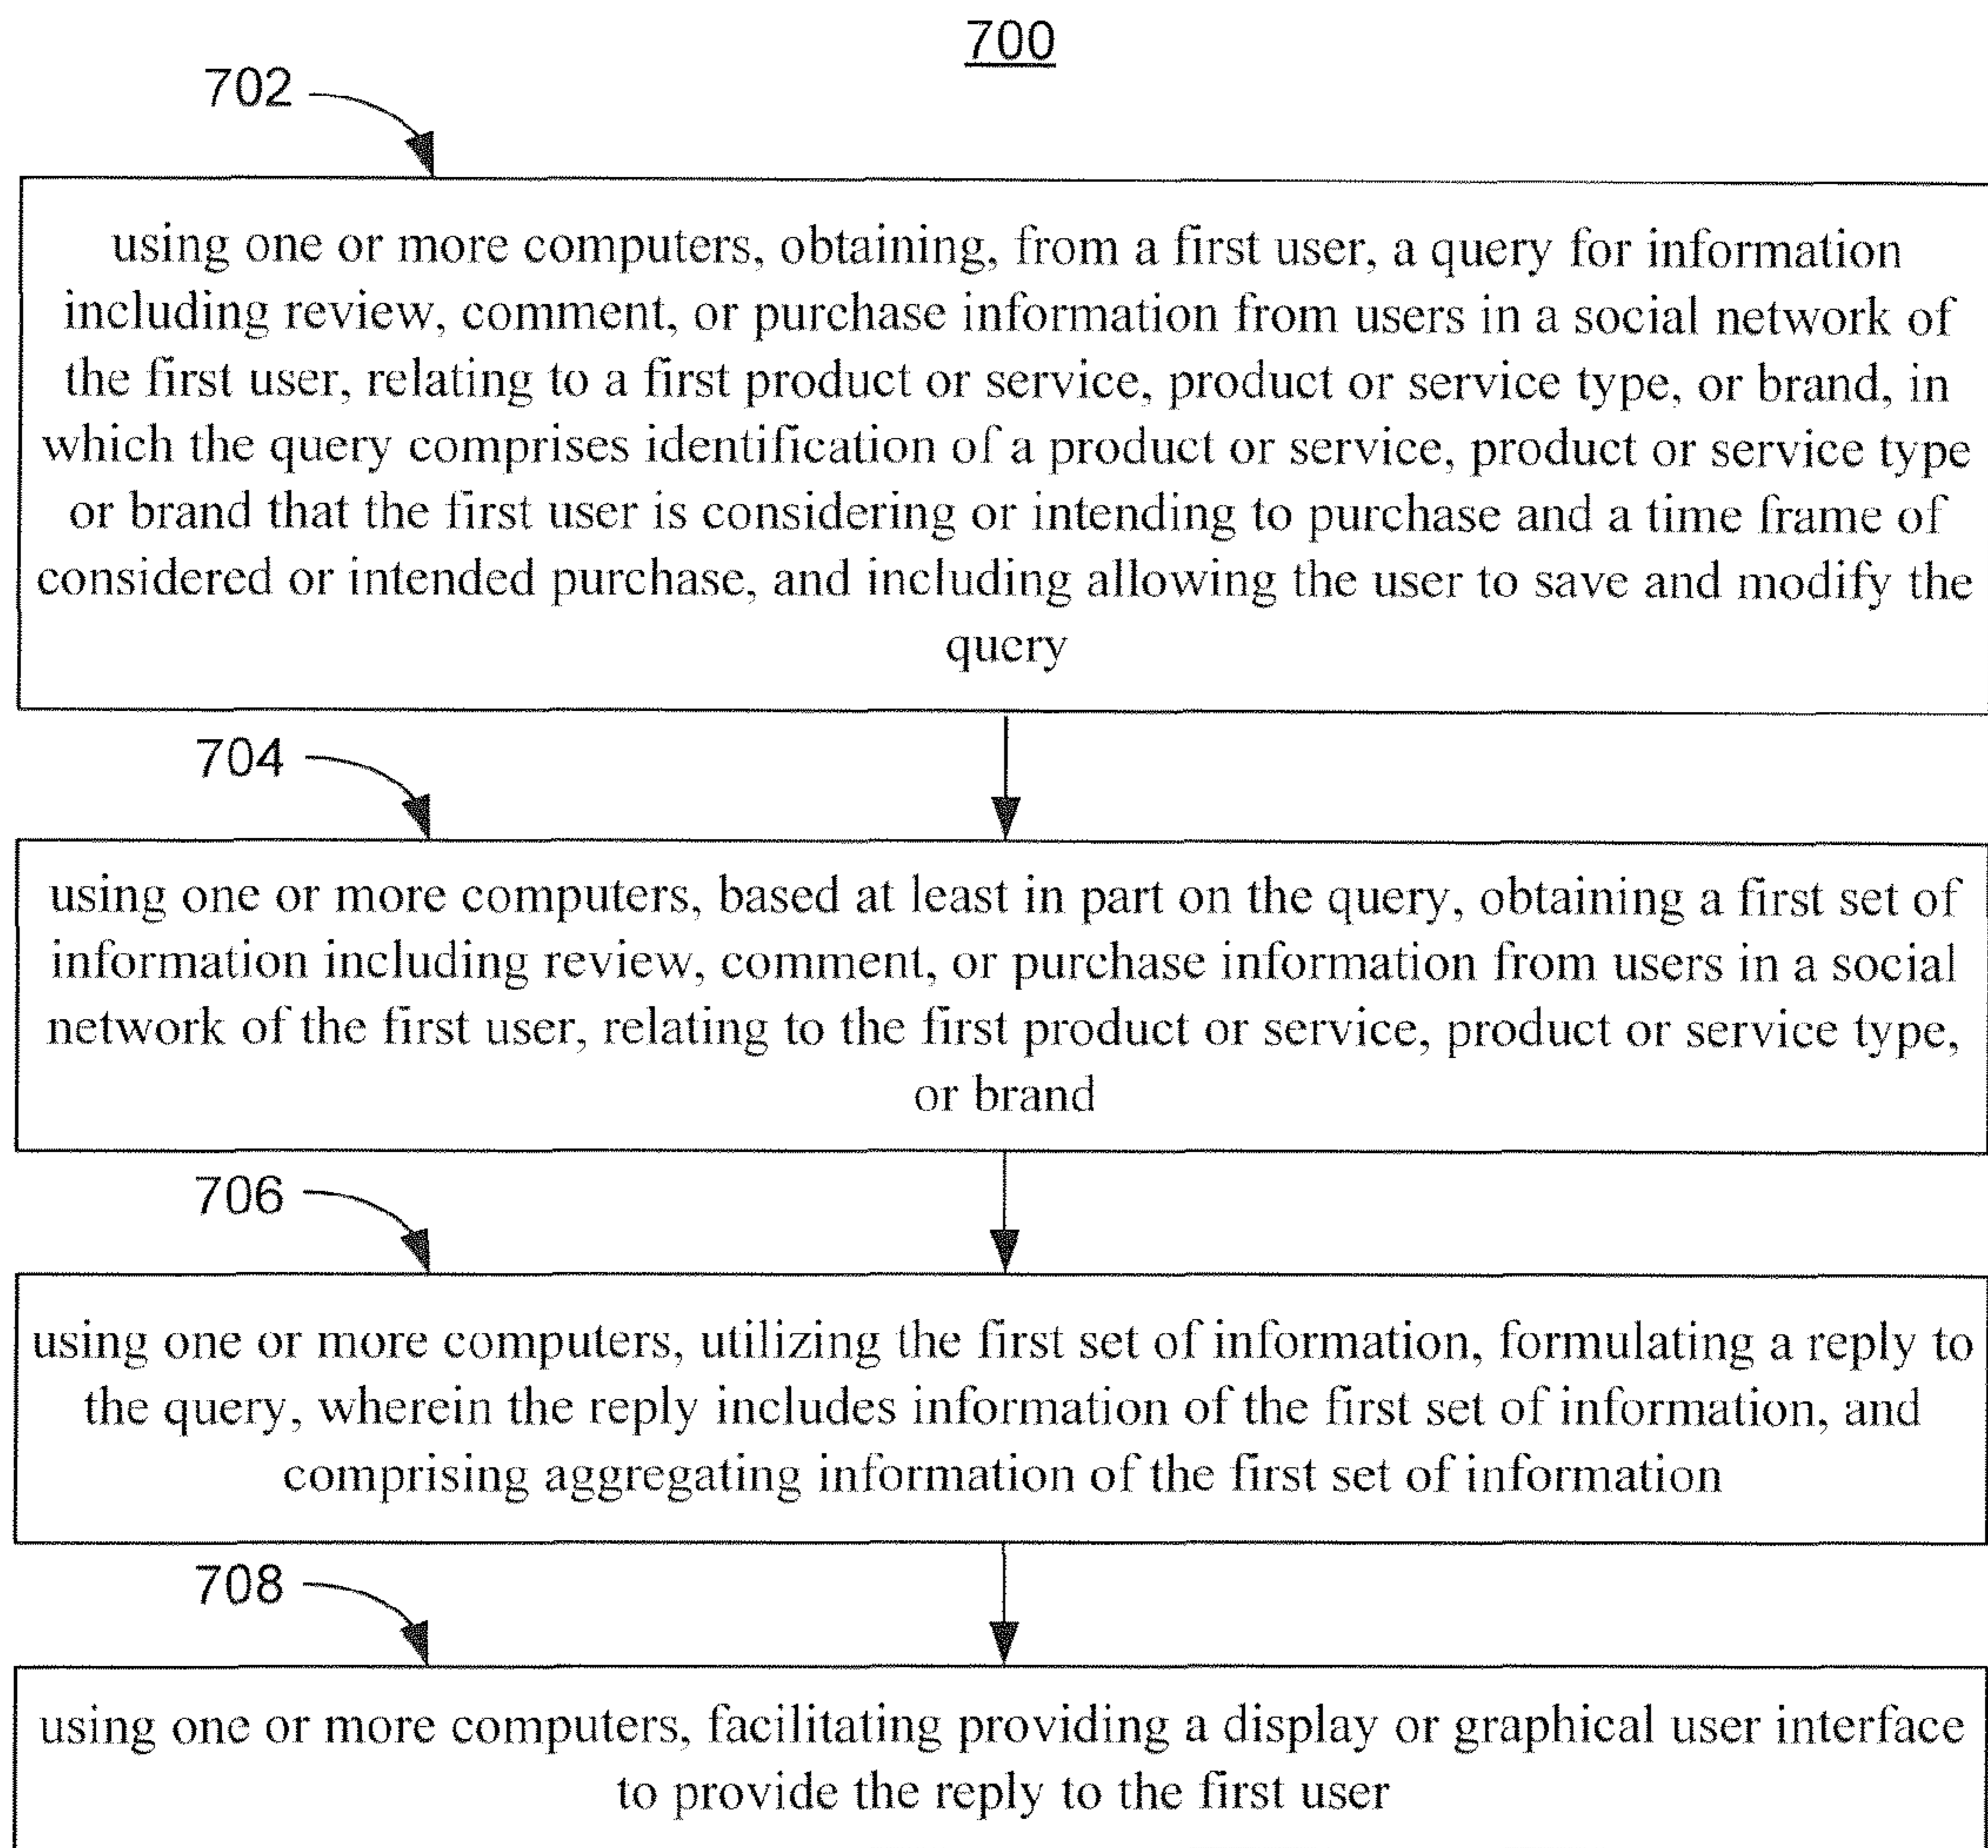 700
702
using one or more computers, obtaining, from a first user, a query for information
including review, comment, or purchase information from users in a social network of
the first user, relating to a first product or service, product or service type, or brand, in
which the query comprises identification of a product or service, product or service type
or brand that the first user is considering or intending to purchase and a time frame of
considered or intended purchase, and including allowing the user to save and modify the
query
704
using one or more computers, based at least in part on the query, obtaining a first set of
information including review, comment, or purchase information from users in a social
network of the first user, relating to the first product or service, product or service type,
or brand
706
using one or more computers, utilizing the first set of information, formulating a reply to
the query, wherein the reply includes information of the first set of information, and
comprising aggregating information of the first set of information
708
using one or more computers, facilitating providing a display or graphical user interface
to provide the reply to the first user